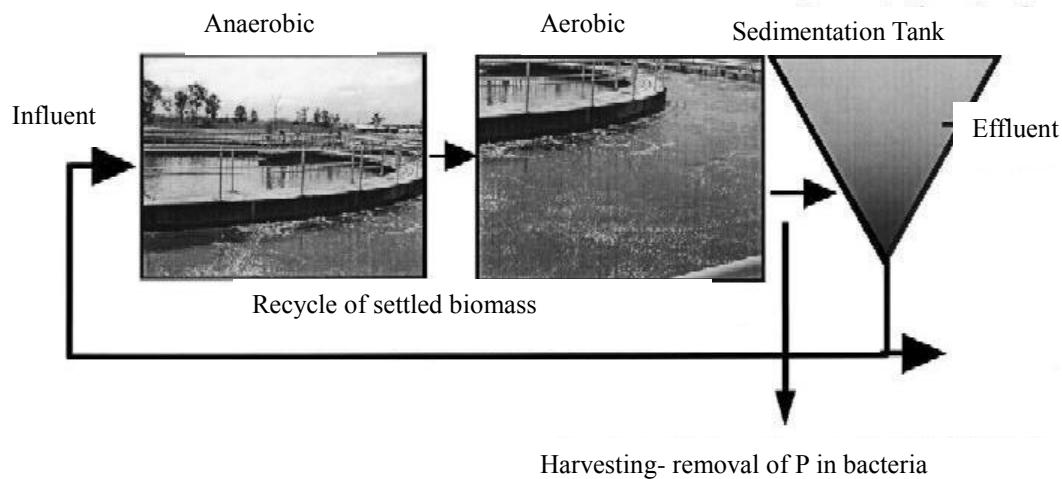 Anaerobic
Aerobic
Sedimentation Tank
Influent
Effluent
Recycle of settled biomass
Harvesting- removal of P in bacteria